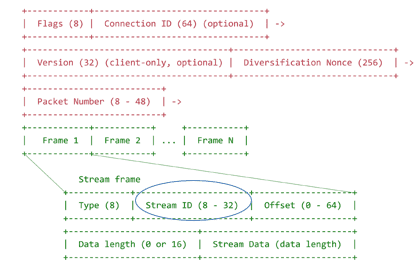 Flags (8) | Connection ID (64) (optional) | ->
Version (32) (client-only, optional) | Diversification Nonce (256) | ->
Packet Number (8 - 48) | ->
Frame 1 | Frame 2 | ... | Frame N |
Stream frame
Type (8) | Stream ID (8 - 32) | Offset (0 - 64) |
Data length (0 or 16) | Stream Data (data length) |